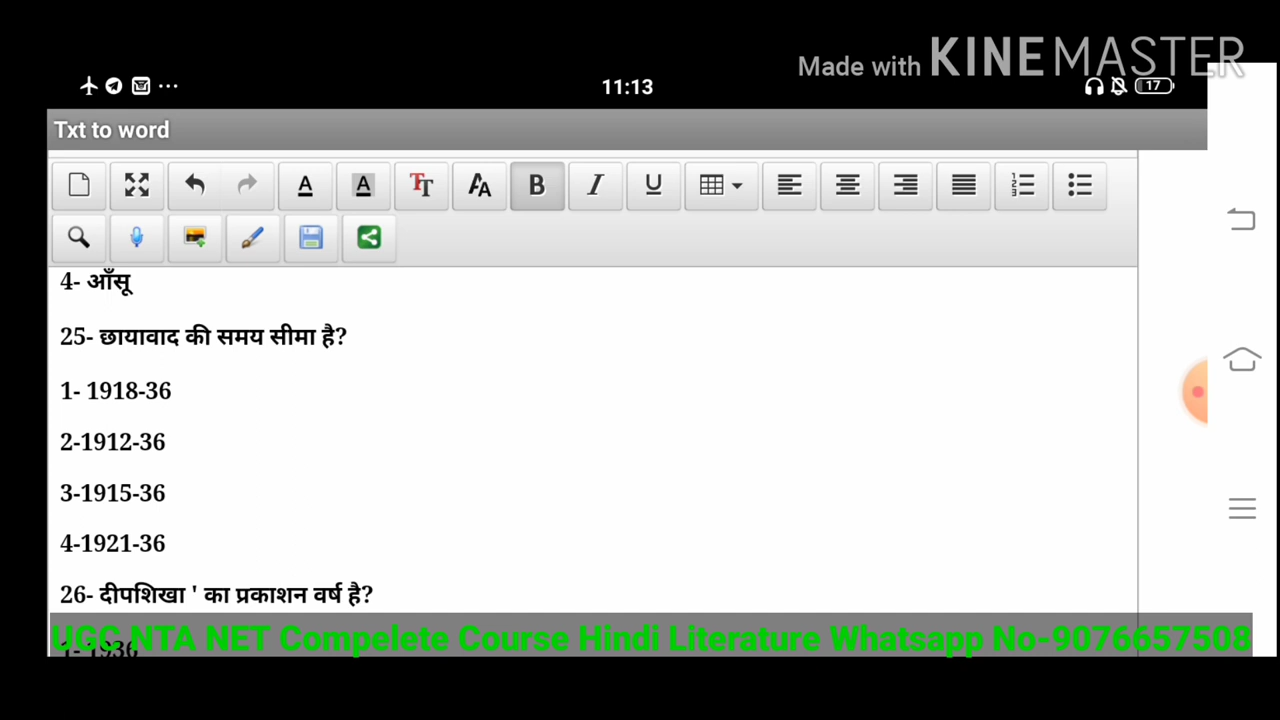 Made with KINEMASTER
11:13
17
Txt to word
4- आँसू
25- छायावाद की समय सीमा है?
1- 1918-36
2-1912-36
3-1915-36
4-1921-36
26- दीपशिखा ' का प्रकाशन वर्ष है?
1- 1936
UGC NTA NET Compelete Course Hindi Literature Whatsapp No-9076657508